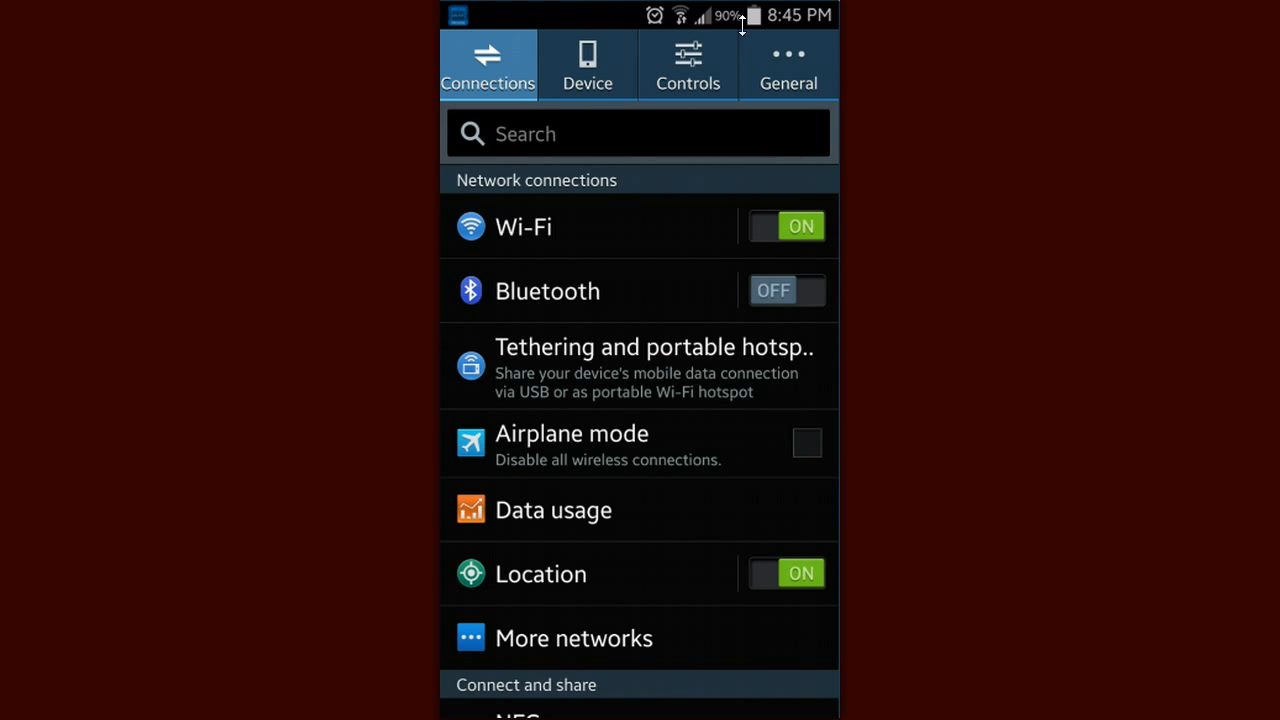 90% 8:45 PM
Connections Device Controls General
Search
Network connections
Wi-Fi ON
Bluetooth OFF
Tethering and portable hotsp..
Share your device's mobile data connection
via USB or as portable Wi-Fi hotspot
Airplane mode
Disable all wireless connections.
Data usage
Location ON
More networks
Connect and share
NFC